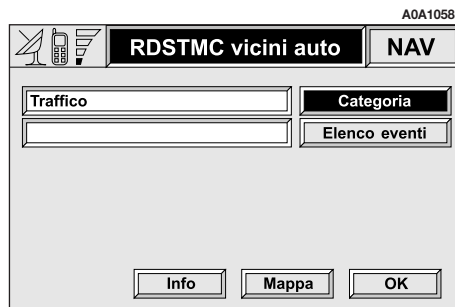 A0A1058
RDSTMC vicini auto NAV
Traffico Categoria
Elenco eventi
Info Mappa OK